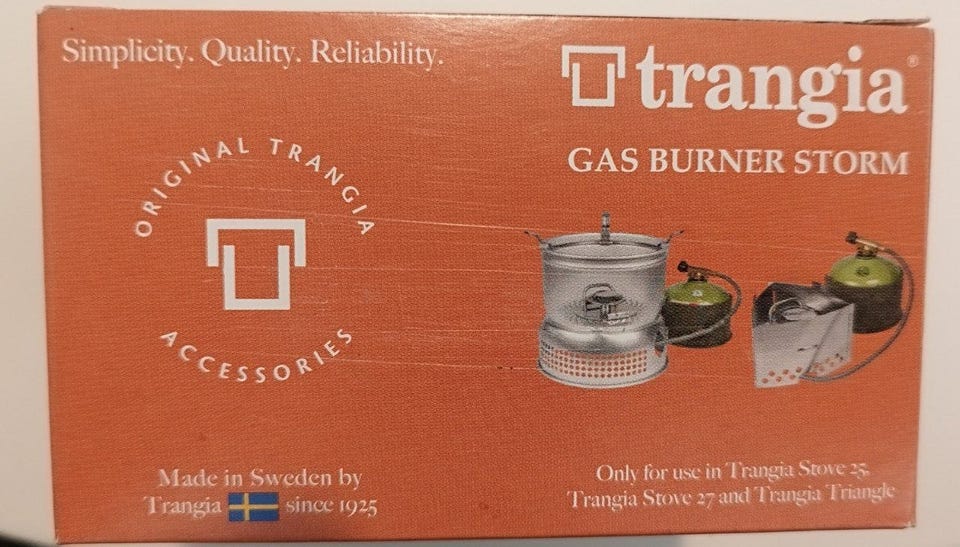 Simplicity. Quality. Reliability.
trangia®
GAS BURNER STORM
ORIGINAL TRANGIA
ACCESSORIES
Made in Sweden by
Trangia since 1925
Only for use in Trangia Stove 25,
Trangia Stove 27 and Trangia Triangle